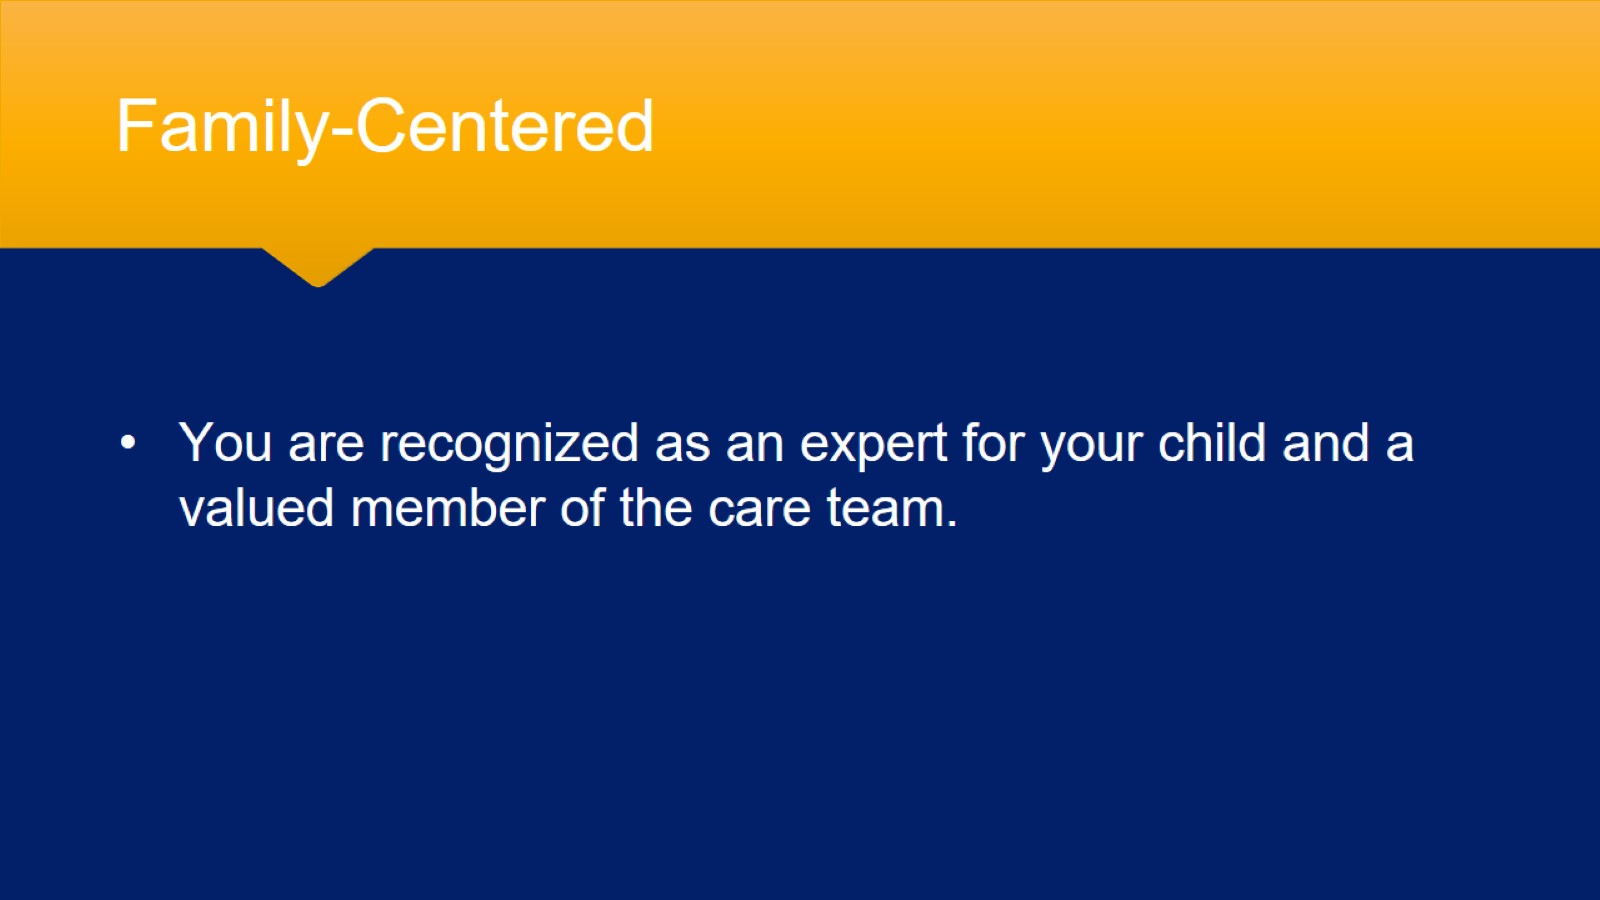 Family-Centered
• You are recognized as an expert for your child and a
valued member of the care team.